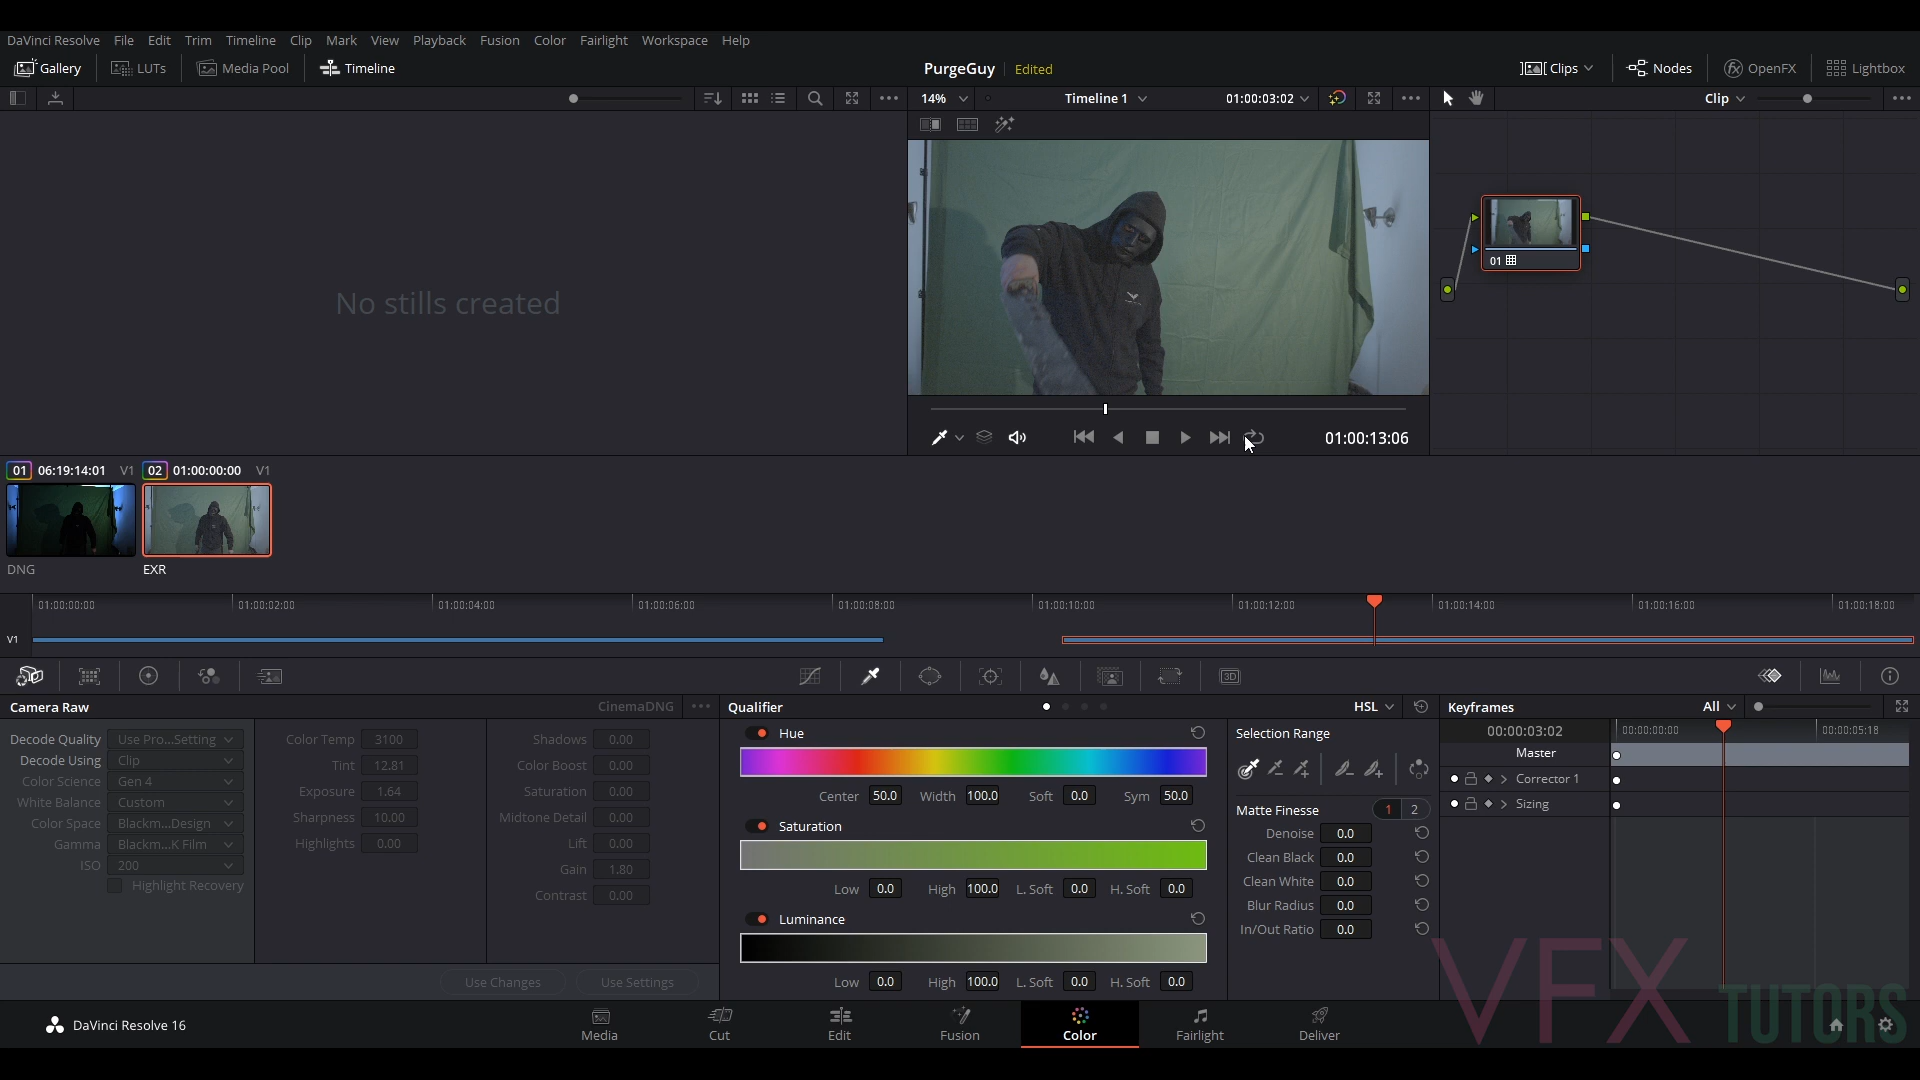 DaVinci Resolve File Edit Trim Timeline Clip Mark View Playback Fusion Color Fairlight Workspace Help
Gallery LUTs Media Pool Timeline PurgeGuy Edited Clips Nodes OpenFX Lightbox
14% Timeline 1 01:00:03:02 Clip
No stills created
01
01:00:13:06
01 06:19:14:01 V1 02 01:00:00:00 V1
DNG EXR
01:00:00:00 01:00:02:00 01:00:04:00 01:00:06:00 01:00:08:00 01:00:10:00 01:00:12:00 01:00:14:00 01:00:16:00 01:00:18:00
V1
3D
Camera Raw CinemaDNG
Decode Quality Use Pro...Setting
Decode Using Clip
Color Science Gen 4
White Balance Custom
Color Space Blackm...Design
Gamma Blackm...K Film
ISO 200
Highlight Recovery
Color Temp 3100
Tint 12.81
Exposure 1.64
Sharpness 10.00
Highlights 0.00
Shadows 0.00
Color Boost 0.00
Saturation 0.00
Midtone Detail 0.00
Lift 0.00
Gain 1.80
Contrast 0.00
Use Changes Use Settings
Qualifier HSL
Hue
Center 50.0 Width 100.0 Soft 0.0 Sym 50.0
Saturation
Low 0.0 High 100.0 L. Soft 0.0 H. Soft 0.0
Luminance
Low 0.0 High 100.0 L. Soft 0.0 H. Soft 0.0
Selection Range
Matte Finesse 1 2
Denoise 0.0
Clean Black 0.0
Clean White 0.0
Blur Radius 0.0
In/Out Ratio 0.0
Keyframes All
00:00:03:02 00:00:00:00 00:00:05:18
Master
Corrector 1
Sizing
VFX TUTORS
DaVinci Resolve 16 Media Cut Edit Fusion Color Fairlight Deliver